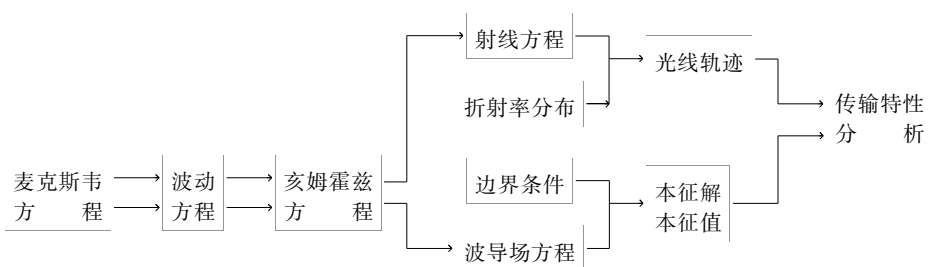 麦克斯韦
方　　程
波动
方程
亥姆霍兹
方　　程
射线方程
折射率分布
光线轨迹
边界条件
波导场方程
本征解
本征值
传输特性
分　　析